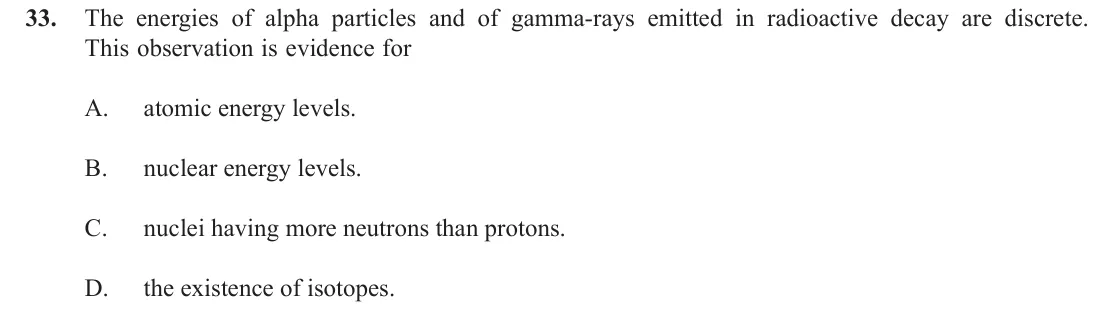 33. The energies of alpha particles and of gamma-rays emitted in radioactive decay are discrete.
This observation is evidence for
A. atomic energy levels.
B. nuclear energy levels.
C. nuclei having more neutrons than protons.
D. the existence of isotopes.